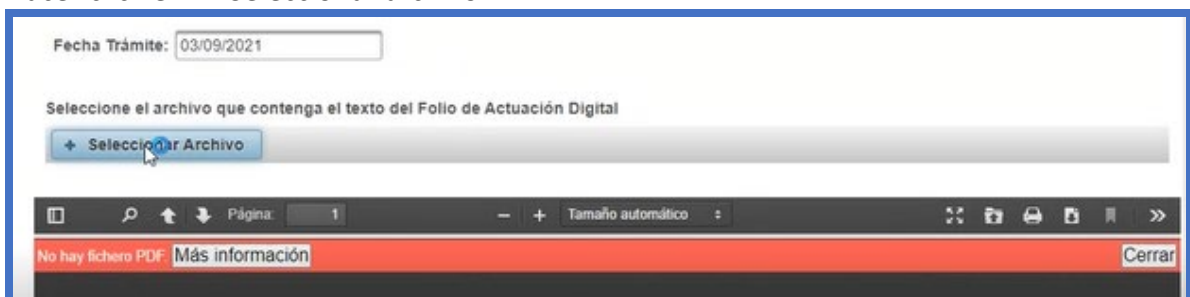 Fecha Trámite: 03/09/2021
Seleccione el archivo que contenga el texto del Folio de Actuación Digital
+ Seleccionar Archivo
Página: 1 − + Tamaño automático
No hay fichero PDF. Más información Cerrar